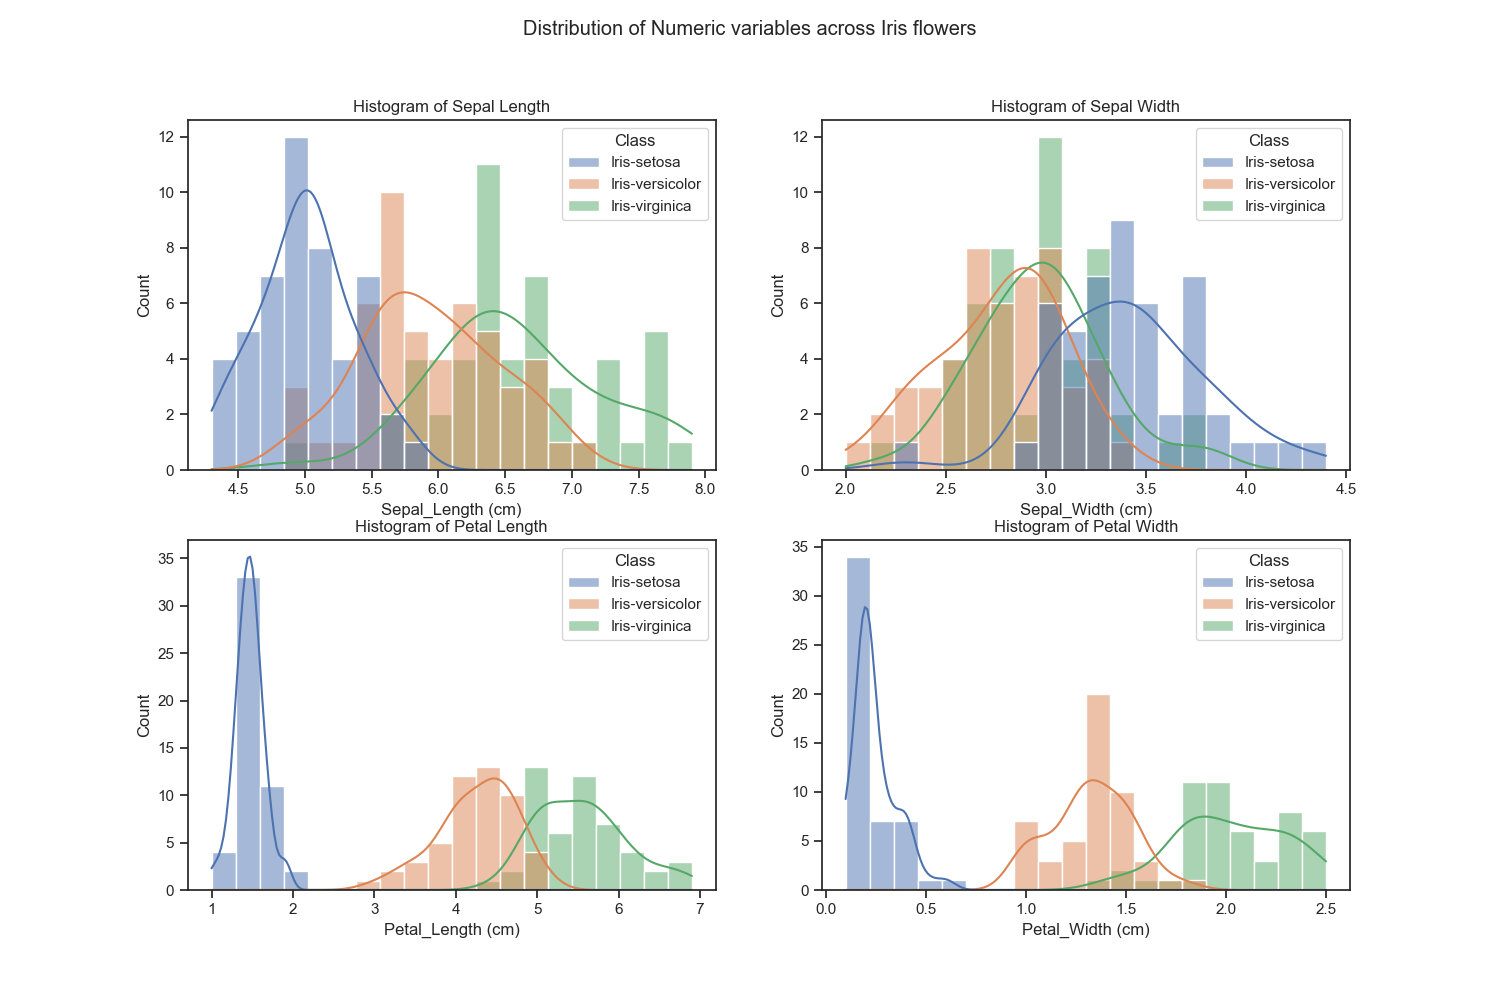 Distribution of Numeric variables across Iris flowers
Histogram of Sepal Length
Count
12
10
8
6
4
2
0
Class
Iris-setosa
Iris-versicolor
Iris-virginica
4.5 5.0 5.5 6.0 6.5 7.0 7.5 8.0
Sepal_Length (cm)
Histogram of Sepal Width
Count
12
10
8
6
4
2
0
Class
Iris-setosa
Iris-versicolor
Iris-virginica
2.0 2.5 3.0 3.5 4.0 4.5
Sepal_Width (cm)
Histogram of Petal Length
Count
35
30
25
20
15
10
5
0
Class
Iris-setosa
Iris-versicolor
Iris-virginica
1 2 3 4 5 6 7
Petal_Length (cm)
Histogram of Petal Width
Count
35
30
25
20
15
10
5
0
Class
Iris-setosa
Iris-versicolor
Iris-virginica
0.0 0.5 1.0 1.5 2.0 2.5
Petal_Width (cm)